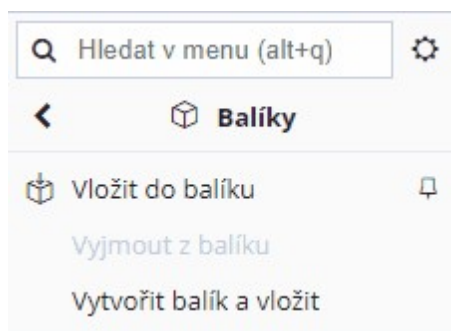 Hledat v menu (alt+q)
Balíky
Vložit do balíku
Vyjmout z balíku
Vytvořit balík a vložit